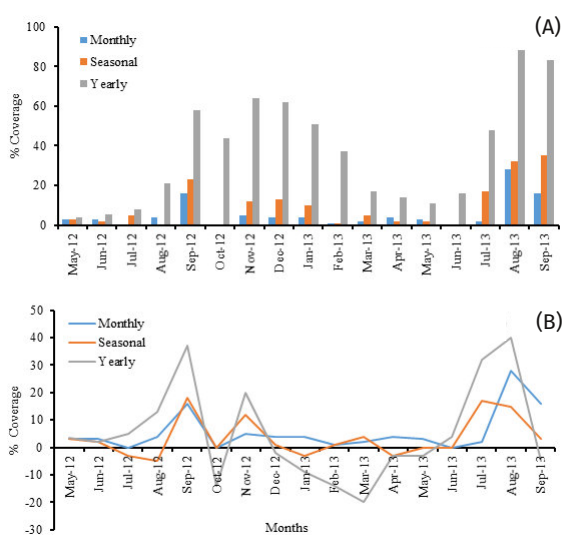 (A)
100
80
60
40
20
0
% Coverage
Monthly
Seasonal
Yearly
May-12
Jun-12
Jul-12
Aug-12
Sep-12
Oct-12
Nov-12
Dec-12
Jan-13
Feb-13
Mar-13
Apr-13
May-13
Jun-13
Jul-13
Aug-13
Sep-13
(B)
50
40
30
20
10
0
-10
-20
-30
% Coverage
Monthly
Seasonal
Yearly
May-12
Jun-12
Jul-12
Aug-12
Sep-12
Oct-12
Nov-12
Dec-12
Jan-13
Feb-13
Mar-13
Apr-13
May-13
Jun-13
Jul-13
Aug-13
Sep-13
Months